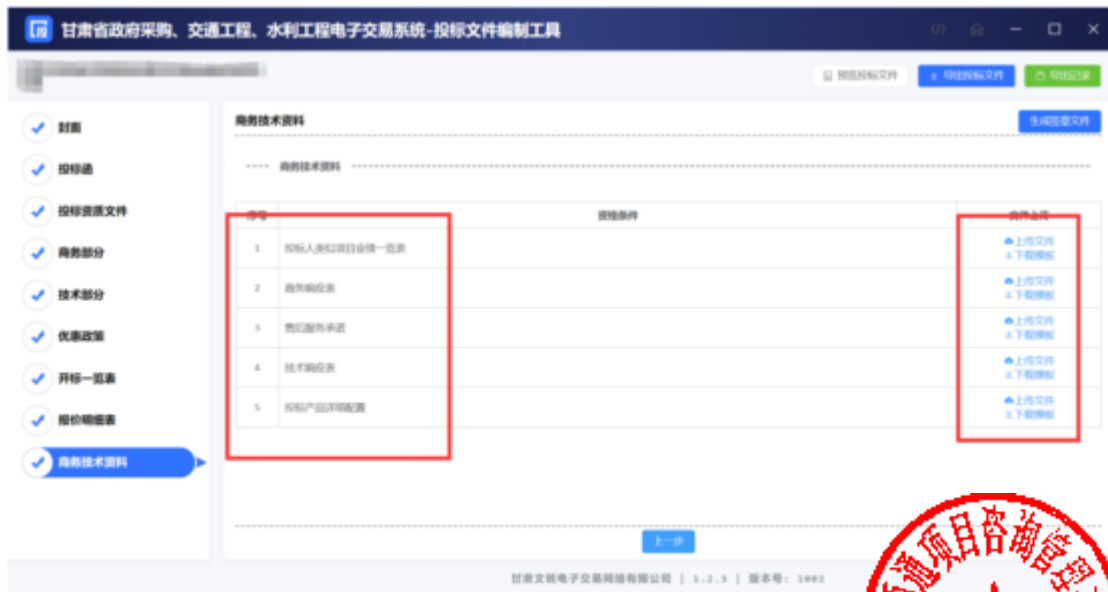 甘肃省政府采购、交通工程、水利工程电子交易系统-投标文件编制工具
预览投标文件 导出投标文件 导出记录
封面
投标函
投标资质文件
商务部分
技术部分
优惠政策
开标一览表
报价明细表
商务技术资料
商务技术资料 生成签章文件
商务技术资料
序号 资格条件 文件上传
1 投标人类似项目业绩一览表 上传文件
下载模板
2 商务响应表 上传文件
下载模板
3 售后服务承诺 上传文件
下载模板
4 技术响应表 上传文件
下载模板
5 投标产品详细配置 上传文件
下载模板
上一步
甘肃文锐电子交易网络有限公司 | 1.2.3 | 版本号: 1002
通项目咨询管理